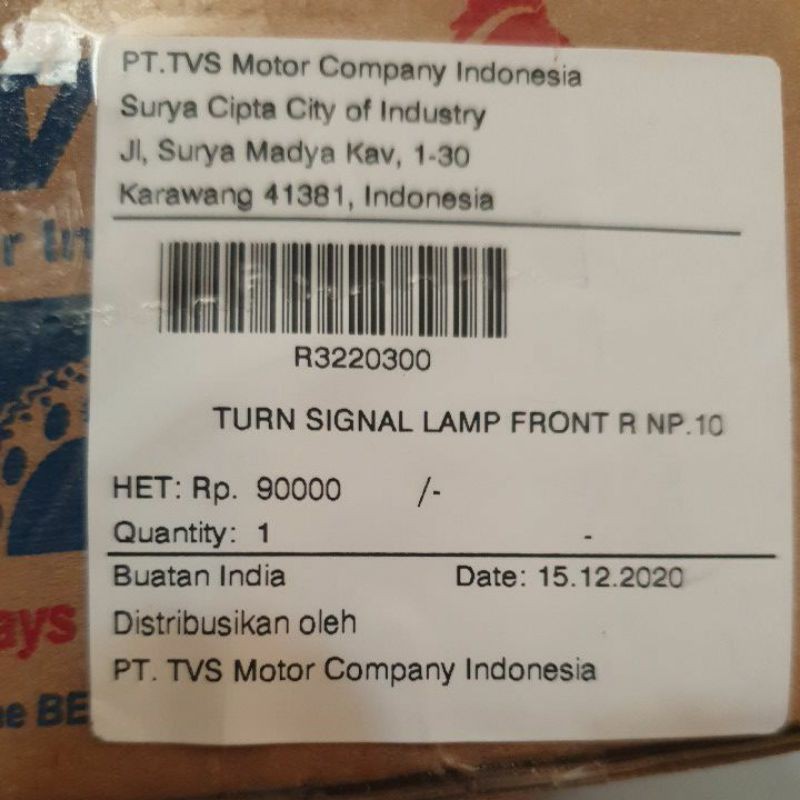 PT.TVS Motor Company Indonesia
Surya Cipta City of Industry
Jl, Surya Madya Kav, 1-30
Karawang 41381, Indonesia
R3220300
TURN SIGNAL LAMP FRONT R NP.10
HET: Rp. 90000 /-
Quantity: 1 -
Buatan India Date: 15.12.2020
Distribusikan oleh
PT. TVS Motor Company Indonesia